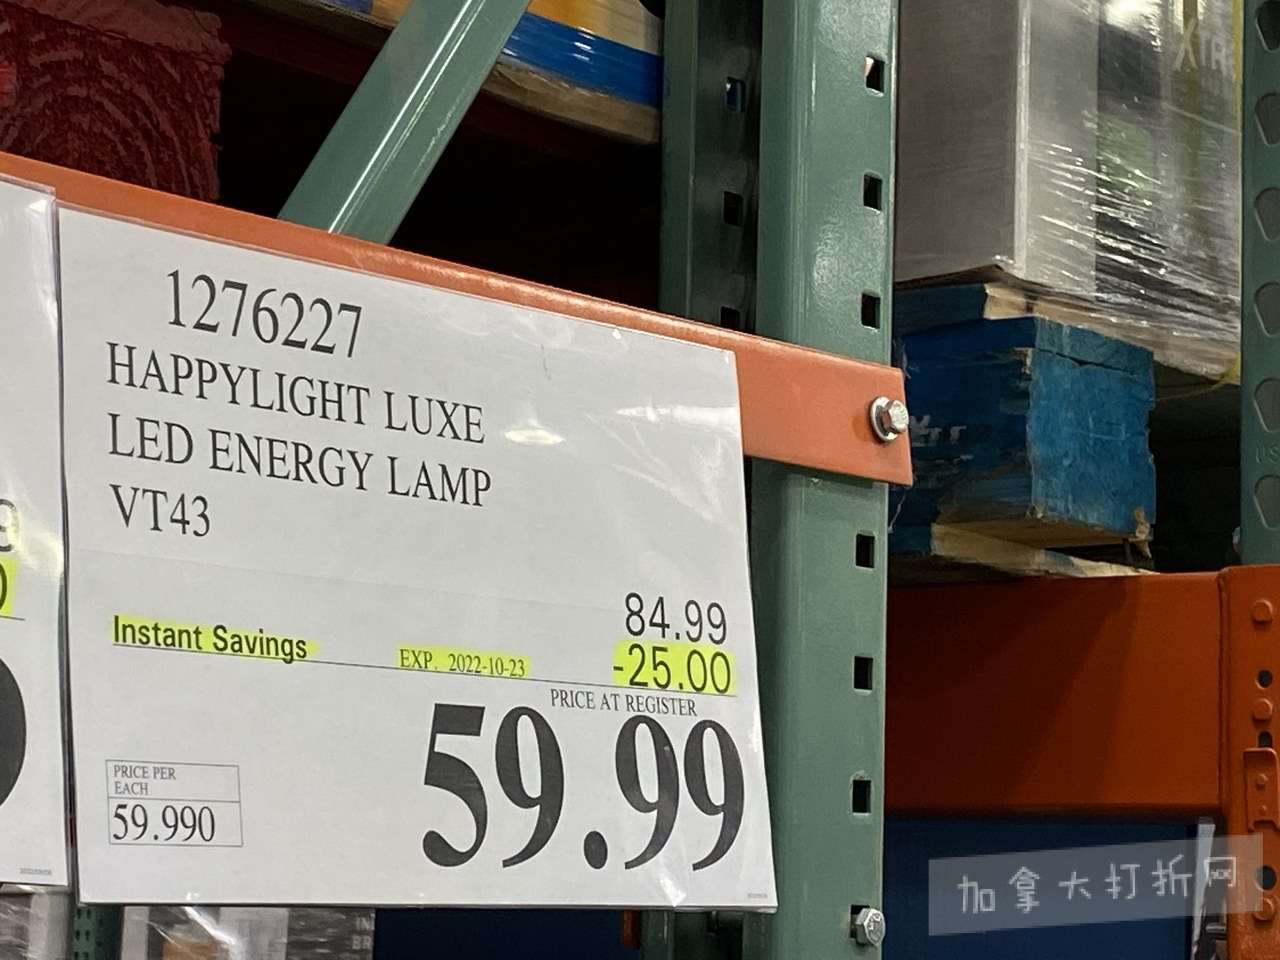 1276227
HAPPYLIGHT LUXE
LED ENERGY LAMP
VT43
84.99
Instant Savings EXP. 2022-10-23 -25.00
PRICE AT REGISTER
59.99
PRICE PER
EACH
59.990
XTR
加拿大打折网